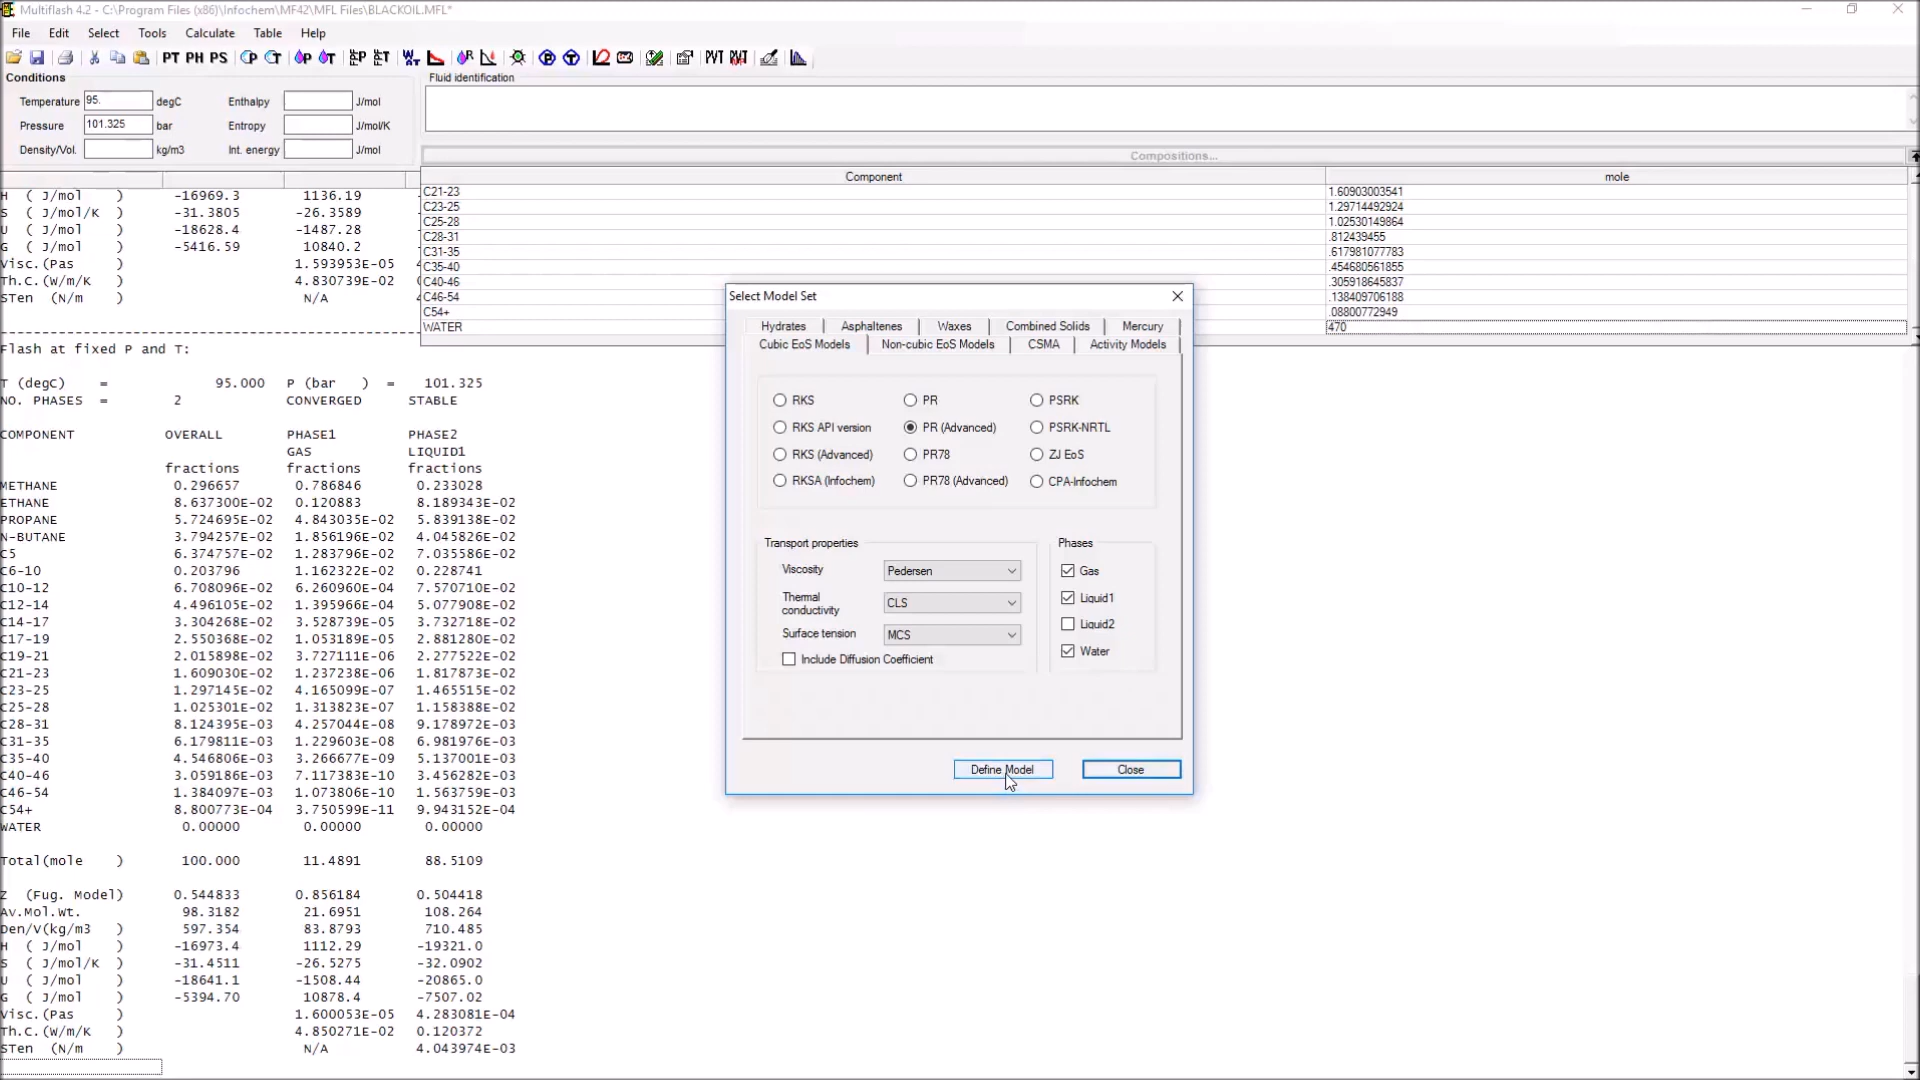 Multiflash 4.2 - C:\Program Files (x86)\Infochem\MF42\MFL Files\BLACKOIL.MFL*
File Edit Select Tools Calculate Table Help
PT PH PS
PVT
Conditions
Fluid identification
Temperature 95. degC Enthalpy J/mol
Pressure 101.325 bar Entropy J/mol/K
Density/Vol. kg/m3 Int. energy J/mol
Compositions...
Component mole
C21-23 1.60903003541
C23-25 1.29714492924
C25-28 1.02530149864
C28-31 .812439455
C31-35 .617981077783
C35-40 .454680561855
C40-46 .305918645837
C46-54 .138409706188
C54+ .08800772949
WATER 470
H ( J/mol ) -16969.3 1136.19
S ( J/mol/K ) -31.3805 -26.3589
U ( J/mol ) -18628.4 -1487.28
G ( J/mol ) -5416.59 10840.2
Visc.(Pas ) 1.593953E-05
Th.C.(W/m/K ) 4.830739E-02
STen (N/m ) N/A
Flash at fixed P and T:
T (degC) = 95.000 P (bar ) = 101.325
NO. PHASES = 2 CONVERGED STABLE
COMPONENT OVERALL PHASE1 PHASE2
GAS LIQUID1
fractions fractions fractions
METHANE 0.296657 0.786846 0.233028
ETHANE 8.637300E-02 0.120883 8.189343E-02
PROPANE 5.724695E-02 4.843035E-02 5.839138E-02
N-BUTANE 3.794257E-02 1.856196E-02 4.045826E-02
C5 6.374757E-02 1.283796E-02 7.035586E-02
C6-10 0.203796 1.162322E-02 0.228741
C10-12 6.708096E-02 6.260960E-04 7.570710E-02
C12-14 4.496105E-02 1.395966E-04 5.077908E-02
C14-17 3.304268E-02 3.528739E-05 3.732718E-02
C17-19 2.550368E-02 1.053189E-05 2.881280E-02
C19-21 2.015898E-02 3.727111E-06 2.277522E-02
C21-23 1.609030E-02 1.237238E-06 1.817873E-02
C23-25 1.297145E-02 4.165099E-07 1.465515E-02
C25-28 1.025301E-02 1.313823E-07 1.158388E-02
C28-31 8.124395E-03 4.257044E-08 9.178972E-03
C31-35 6.179811E-03 1.229603E-08 6.981976E-03
C35-40 4.546806E-03 3.266677E-09 5.137001E-03
C40-46 3.059186E-03 7.117383E-10 3.456282E-03
C46-54 1.384097E-03 1.073806E-10 1.563759E-03
C54+ 8.800773E-04 3.750599E-11 9.943152E-04
WATER 0.00000 0.00000 0.00000
Total(mole ) 100.000 11.4891 88.5109
Z (Fug. Model) 0.544833 0.856184 0.504418
Av.Mol.Wt. 98.3182 21.6951 108.264
Den/V(kg/m3 ) 597.354 83.8793 710.485
H ( J/mol ) -16973.4 1112.29 -19321.0
S ( J/mol/K ) -31.4511 -26.5275 -32.0902
U ( J/mol ) -18641.1 -1508.44 -20865.0
G ( J/mol ) -5394.70 10878.4 -7507.02
Visc.(Pas ) 1.600053E-05 4.283081E-04
Th.C.(W/m/K ) 4.850271E-02 0.120372
STen (N/m ) N/A 4.043974E-03
Select Model Set
Hydrates Asphaltenes Waxes Combined Solids Mercury
Cubic EoS Models Non-cubic EoS Models CSMA Activity Models
RKS PR PSRK
RKS API version PR (Advanced) PSRK-NRTL
RKS (Advanced) PR78 ZJ EoS
RKSA (Infochem) PR78 (Advanced) CPA-Infochem
Transport properties Phases
Viscosity Pedersen Gas
Thermal conductivity CLS Liquid1
Surface tension MCS Liquid2
Include Diffusion Coefficient Water
Define Model Close